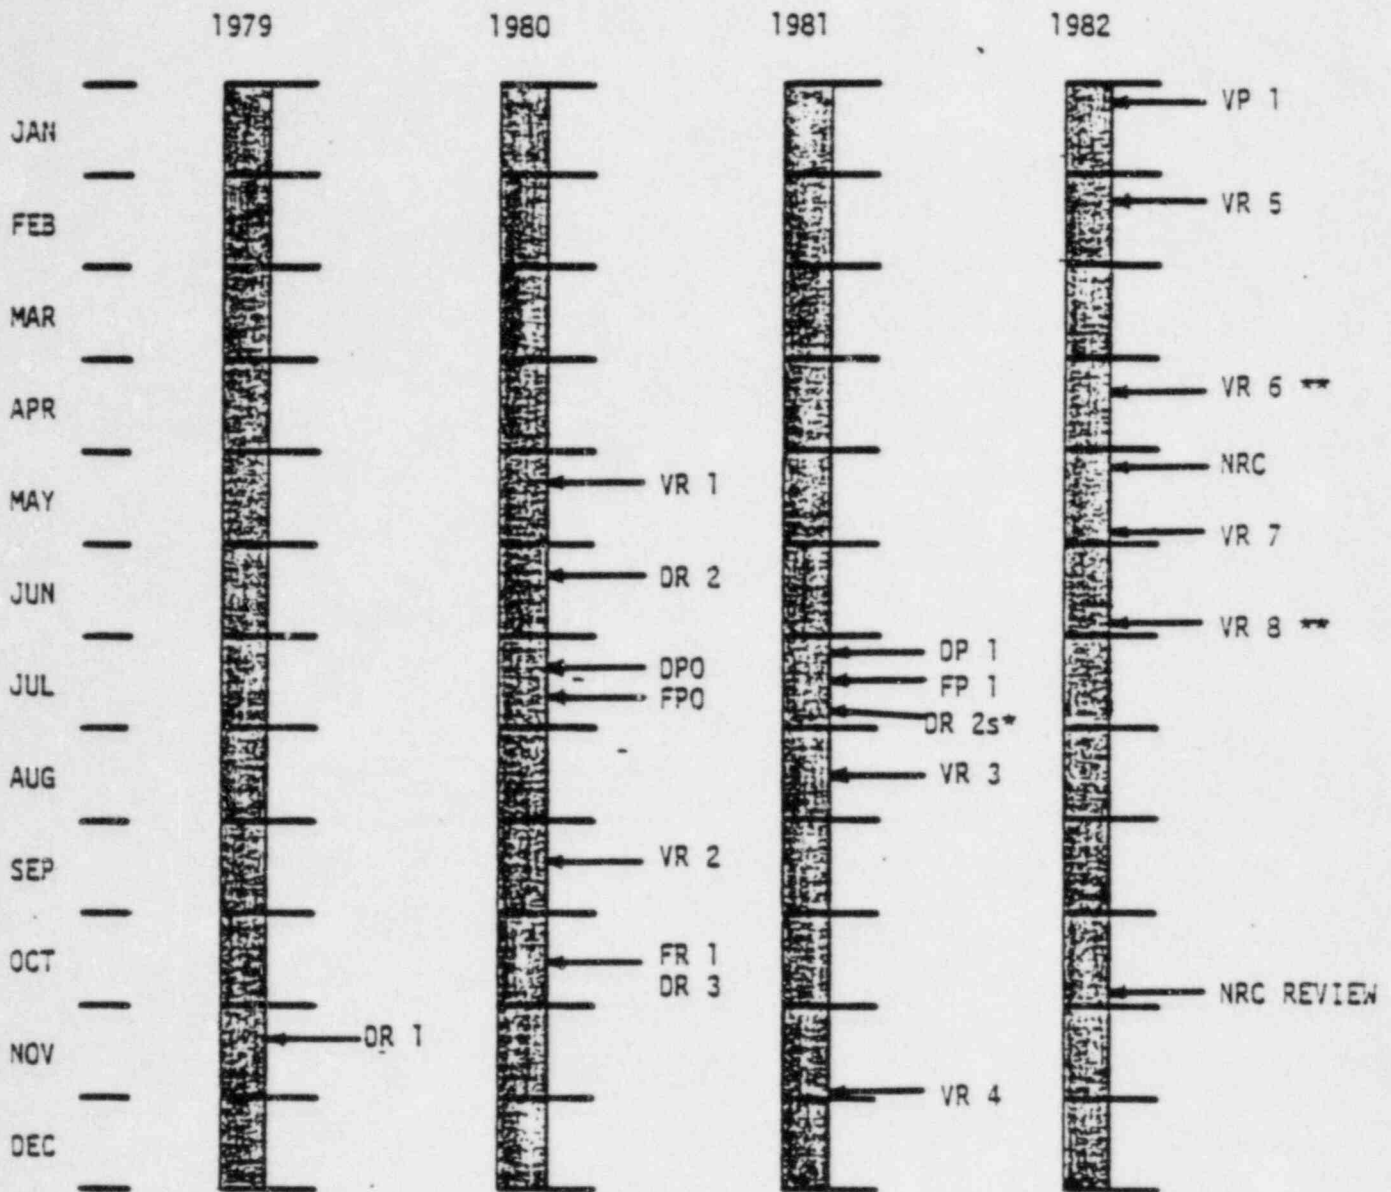 1979 1980 1981 1982
JAN
VP 1
FEB
VR 5
MAR
APR
VR 6 **
NRC
MAY
VR 1
VR 7
JUN
DR 2
VR 8 **
DP 1
JUL
DPO
FP 1
FPO
DR 2s*
AUG
VR 3
SEP
VR 2
OCT
FR 1
DR 3
NRC REVIEW
NOV
DR 1
VR 4
DEC